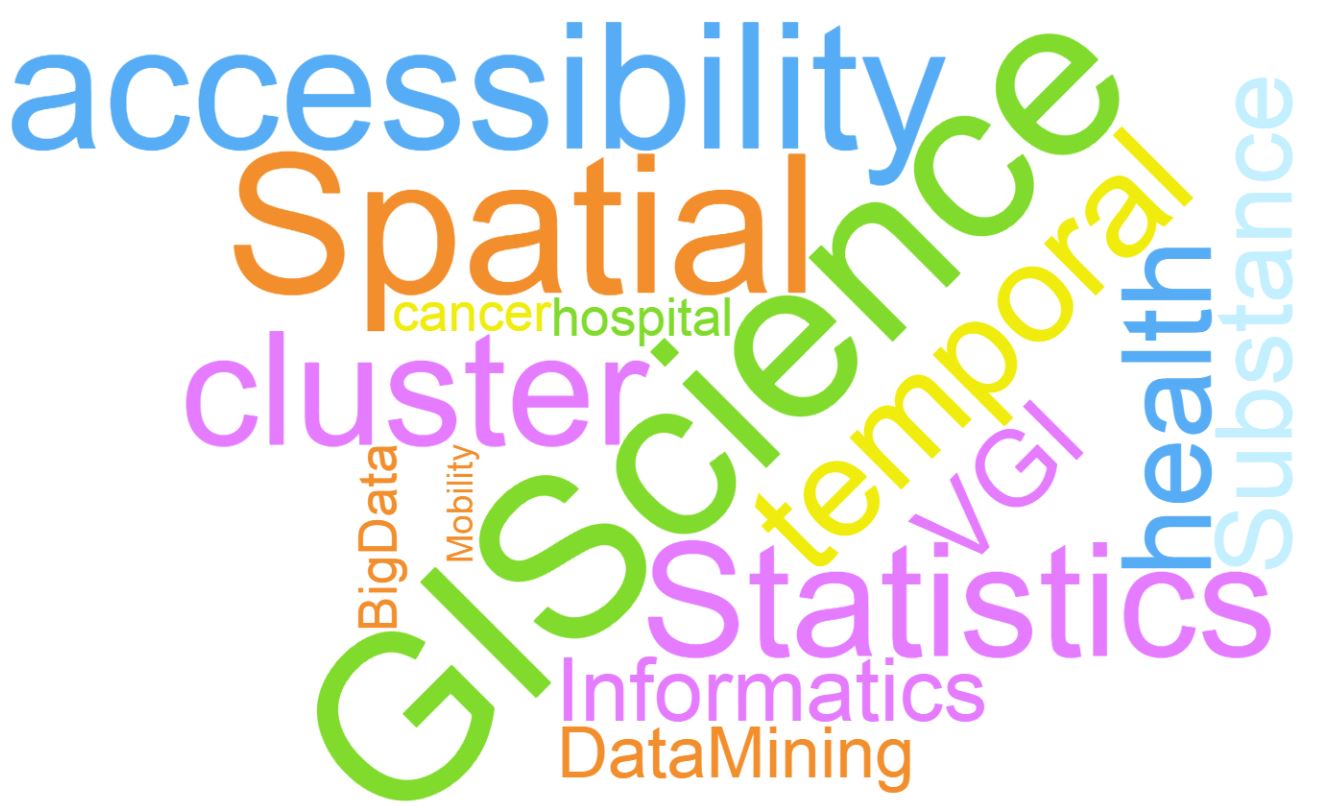 accessibility
Spatial
cancer
hospital
cluster
GIScience
temporal
health
Substance
VGI
BigData
Mobility
Statistics
Informatics
DataMining